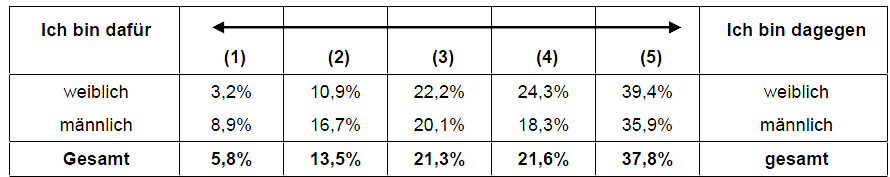 Ich bin dafür Ich bin dagegen
(1) (2) (3) (4) (5)
weiblich 3,2% 10,9% 22,2% 24,3% 39,4% weiblich
männlich 8,9% 16,7% 20,1% 18,3% 35,9% männlich
Gesamt 5,8% 13,5% 21,3% 21,6% 37,8% gesamt